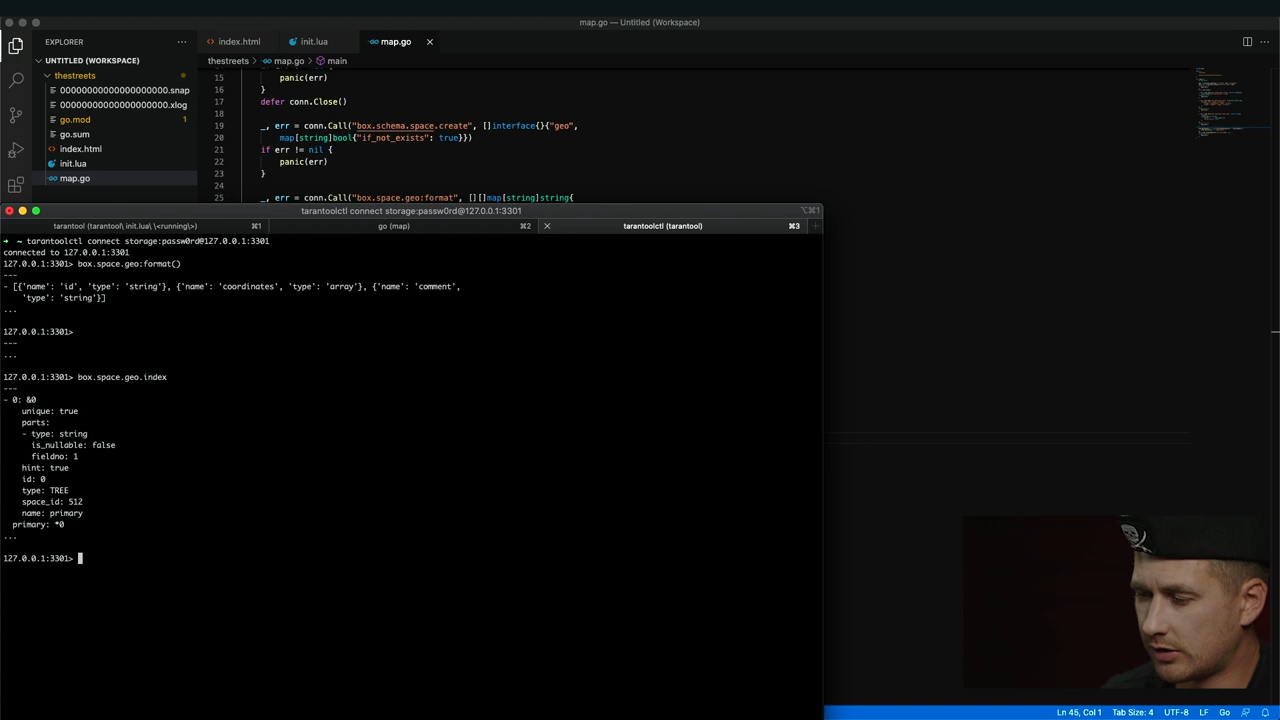 map.go — Untitled (Workspace)
EXPLORER
index.html
init.lua
map.go
UNTITLED (WORKSPACE)
thestreets > map.go > main
thestreets
00000000000000000000.snap
00000000000000000000.xlog
go.mod 1
go.sum
index.html
init.lua
map.go
15 panic(err)
16 }
17 defer conn.Close()
18
19 _, err = conn.Call("box.schema.space.create", []interface{}{"geo",
20 map[string]bool{"if_not_exists": true}})
21 if err != nil {
22 panic(err)
23 }
24
25 _, err = conn.Call("box.space.geo:format", [][]map[string]string{
tarantoolctl connect storage:passw0rd@127.0.0.1:3301
⌥⌘1
tarantool (tarantool\ init.lua\ \<running\>) ⌘1
go (map) ⌘2
tarantoolctl (tarantool) ⌘3
➜ ~ tarantoolctl connect storage:passw0rd@127.0.0.1:3301
connected to 127.0.0.1:3301
127.0.0.1:3301> box.space.geo:format()
---
- [{'name': 'id', 'type': 'string'}, {'name': 'coordinates', 'type': 'array'}, {'name': 'comment',
'type': 'string'}]
...
127.0.0.1:3301>
---
...
127.0.0.1:3301> box.space.geo.index
---
- 0: &0
unique: true
parts:
- type: string
is_nullable: false
fieldno: 1
hint: true
id: 0
type: TREE
space_id: 512
name: primary
primary: *0
...
127.0.0.1:3301>
Ln 45, Col 1
Tab Size: 4
UTF-8
LF
Go